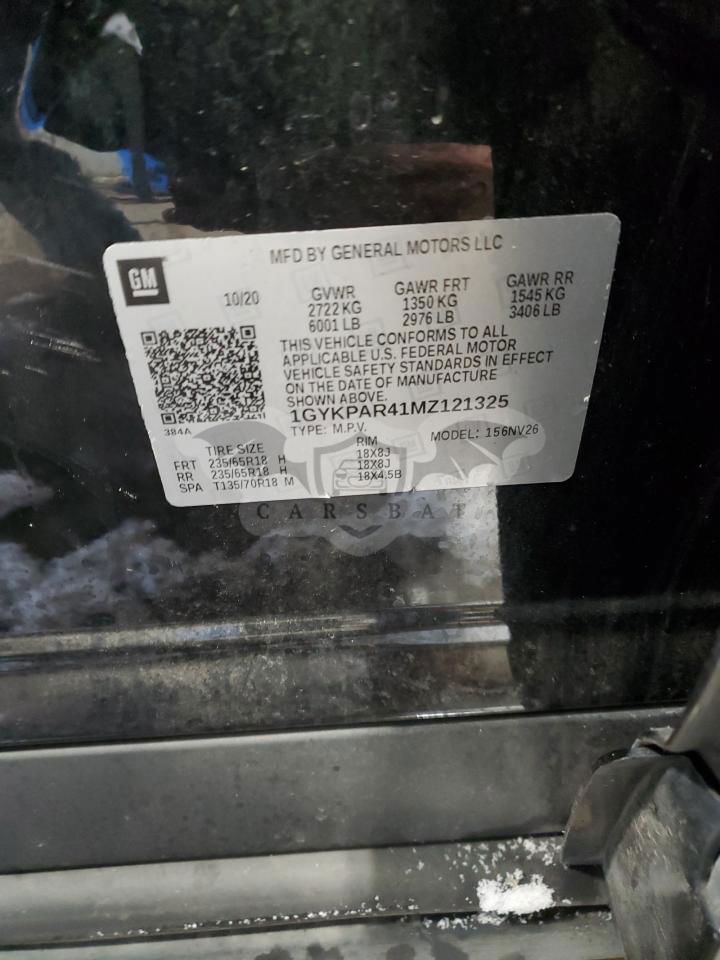 MFD BY GENERAL MOTORS LLC
GM
10/20
GVWR
2722 KG
6001 LB
GAWR FRT
1350 KG
2976 LB
GAWR RR
1545 KG
3406 LB
THIS VEHICLE CONFORMS TO ALL
APPLICABLE U.S. FEDERAL MOTOR
VEHICLE SAFETY STANDARDS IN EFFECT
ON THE DATE OF MANUFACTURE
SHOWN ABOVE.
1GYKPAR41MZ121325
384A
TYPE: M.P.V.
MODEL: 156NV26
TIRE SIZE RIM
FRT 235/65R18 H 18X8J
RR 235/65R18 H 18X8J
SPA T135/70R18 M 18X4.5B
CARSBAT